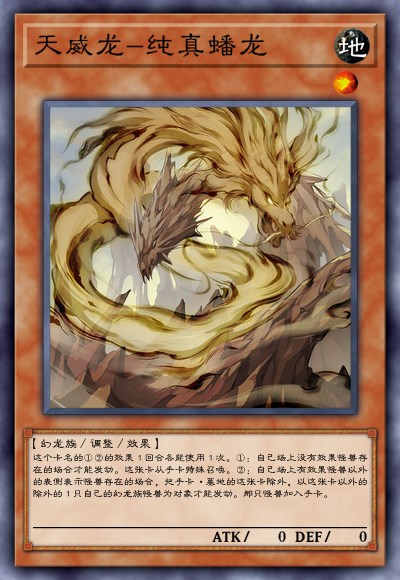 天威龙-纯真蟠龙
地
【幻龙族/调整/效果】
这个卡名的①②的效果1回合各能使用1次。①:自己场上没有效果怪兽存
在的场合才能发动。这张卡从手卡特殊召唤。②:自己场上有效果怪兽以外
的表侧表示怪兽存在的场合,把手卡·墓地的这张卡除外,以这张卡以外的
除外的1只自己的幻龙族怪兽为对象才能发动。那只怪兽加入手卡。
ATK/ 0 DEF/ 0